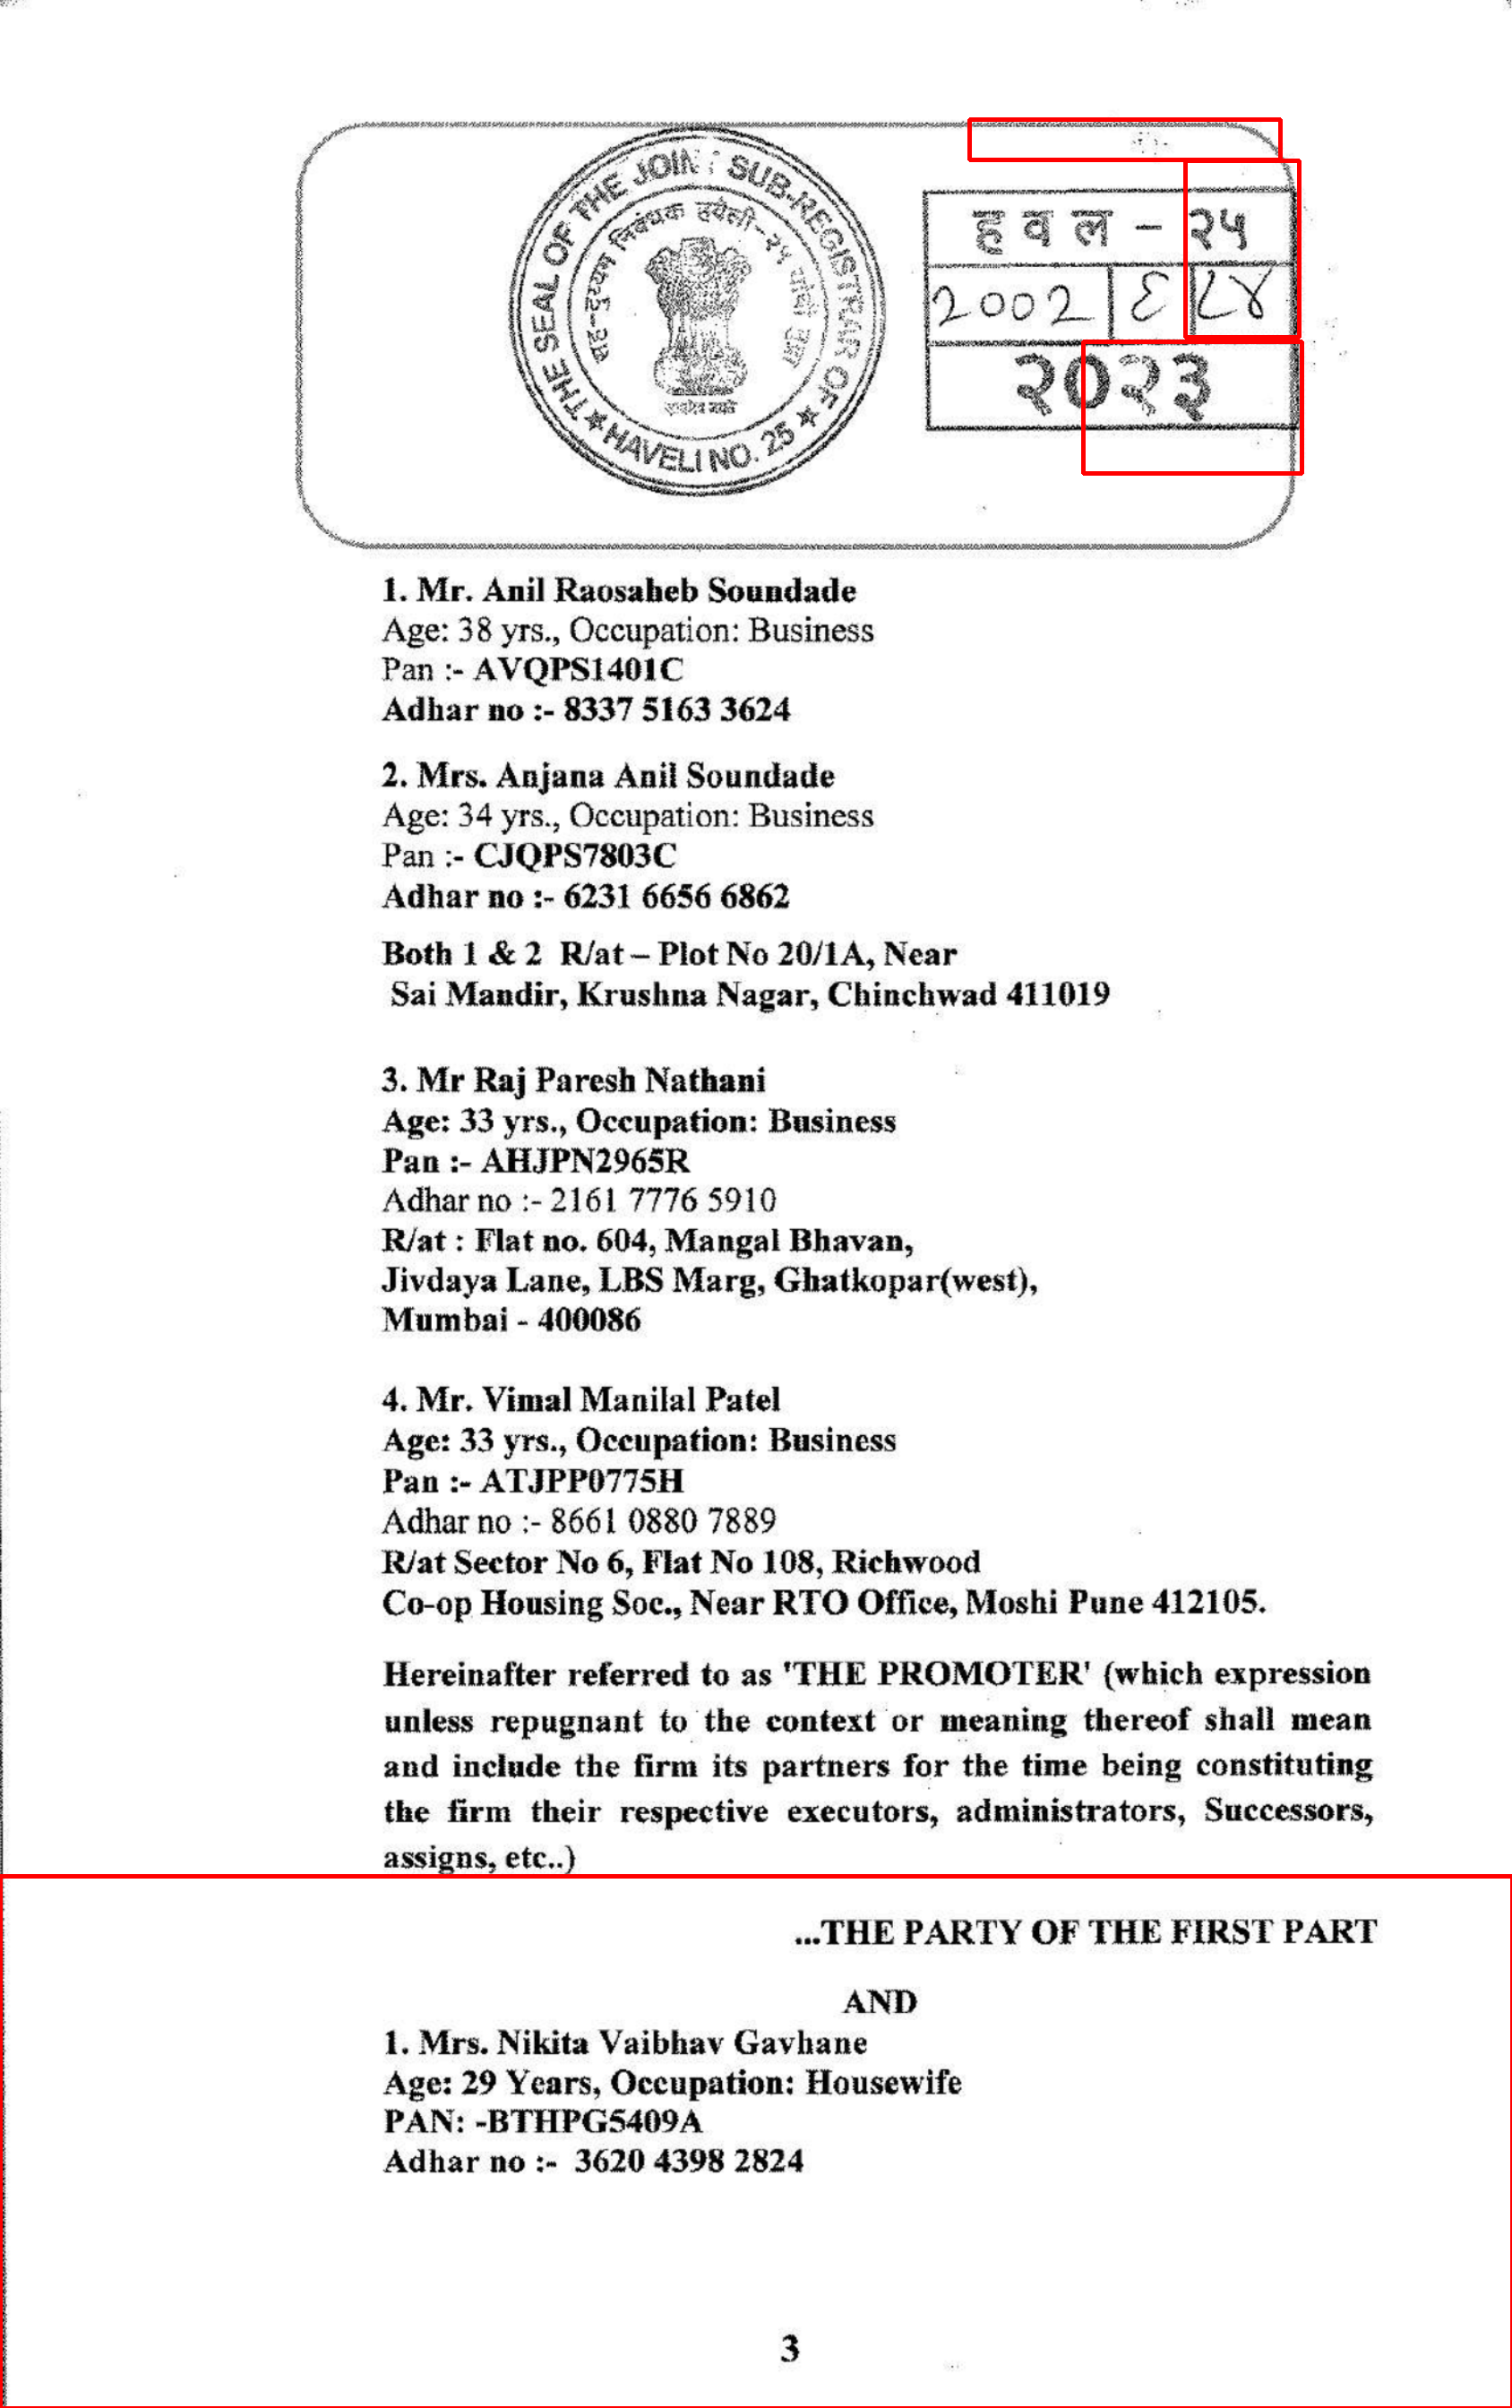 THE SEAL OF THE JOINT SUB-REGISTRAR OF
★ HAVELI NO. 25 ★
सह-दुय्यम निबंधक हवेली-२५
सत्यमेव जयते
हवल - २५
2002 | ६ | ८४
२०२३
1. Mr. Anil Raosaheb Soundade
Age: 38 yrs., Occupation: Business
Pan :- AVQPS1401C
Adhar no :- 8337 5163 3624
2. Mrs. Anjana Anil Soundade
Age: 34 yrs., Occupation: Business
Pan :- CJQPS7803C
Adhar no :- 6231 6656 6862
Both 1 & 2 R/at – Plot No 20/1A, Near
Sai Mandir, Krushna Nagar, Chinchwad 411019
3. Mr Raj Paresh Nathani
Age: 33 yrs., Occupation: Business
Pan :- AHJPN2965R
Adhar no :- 2161 7776 5910
R/at : Flat no. 604, Mangal Bhavan,
Jivdaya Lane, LBS Marg, Ghatkopar(west),
Mumbai - 400086
4. Mr. Vimal Manilal Patel
Age: 33 yrs., Occupation: Business
Pan :- ATJPP0775H
Adhar no :- 8661 0880 7889
R/at Sector No 6, Flat No 108, Richwood
Co-op Housing Soc., Near RTO Office, Moshi Pune 412105.
Hereinafter referred to as 'THE PROMOTER' (which expression
unless repugnant to the context or meaning thereof shall mean
and include the firm its partners for the time being constituting
the firm their respective executors, administrators, Successors,
assigns, etc..)
...THE PARTY OF THE FIRST PART
AND
1. Mrs. Nikita Vaibhav Gavhane
Age: 29 Years, Occupation: Housewife
PAN: -BTHPG5409A
Adhar no :- 3620 4398 2824
3